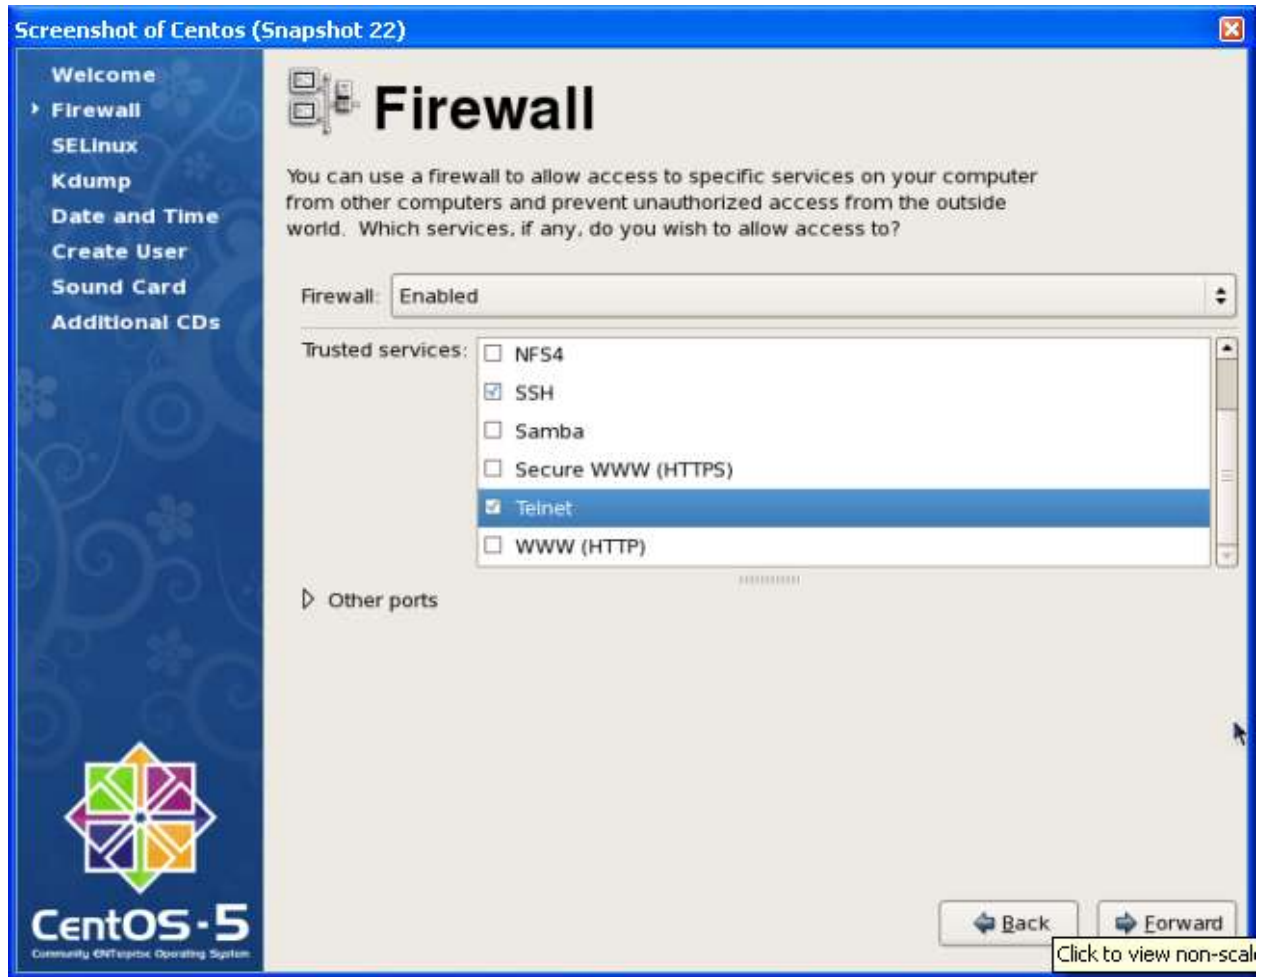 Screenshot of Centos (Snapshot 22)
Welcome
Firewall
SELinux
Kdump
Date and Time
Create User
Sound Card
Additional CDs
Firewall
You can use a firewall to allow access to specific services on your computer
from other computers and prevent unauthorized access from the outside
world. Which services, if any, do you wish to allow access to?
Firewall: Enabled
Trusted services:
NFS4
SSH
Samba
Secure WWW (HTTPS)
Telnet
WWW (HTTP)
Other ports
CentOS-5
Community ENTerprise Operating System
Back
Forward
Click to view non-scal